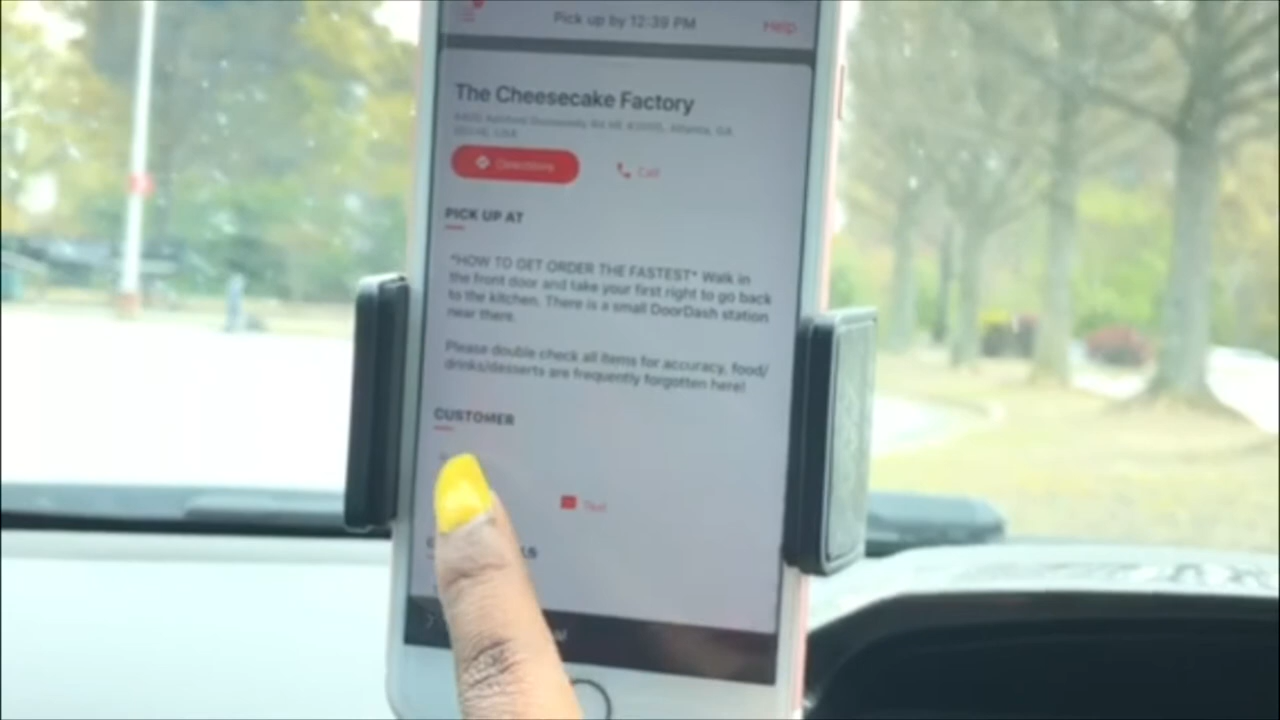 Pick up by 12:39 PM
Help
The Cheesecake Factory
Atlanta, GA
USA
Directions
Call
PICK UP AT
*HOW TO GET ORDER THE FASTEST* Walk in
the front door and take your first right to go back
to the kitchen. There is a small DoorDash station
near there.
Please double check all items for accuracy, food/
drinks/desserts are frequently forgotten here!
CUSTOMER
Text